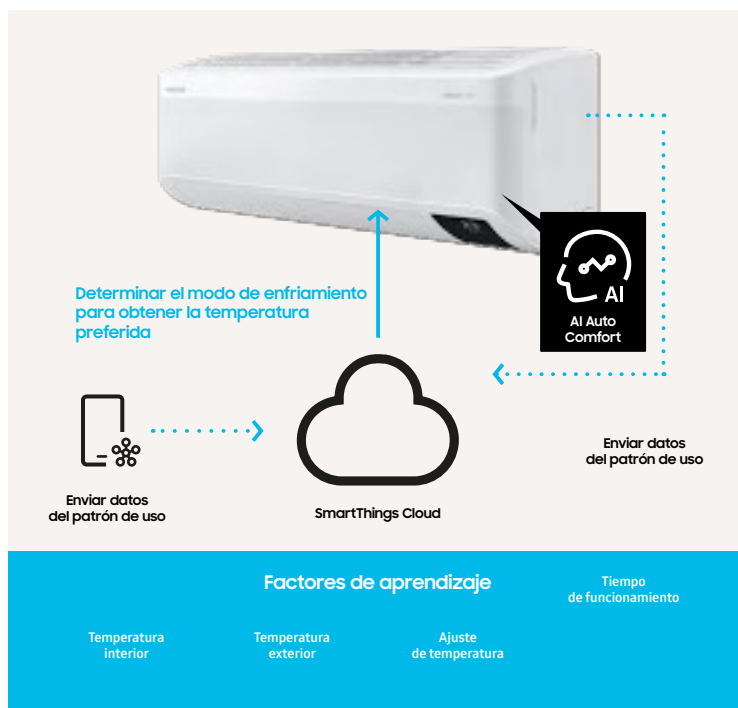 Determinar el modo de enfriamiento
para obtener la temperatura
preferida
AI
AI Auto
Comfort
Enviar datos
del patrón de uso
SmartThings Cloud
Enviar datos
del patrón de uso
Factores de aprendizaje
Temperatura
interior
Temperatura
exterior
Ajuste
de temperatura
Tiempo
de funcionamiento